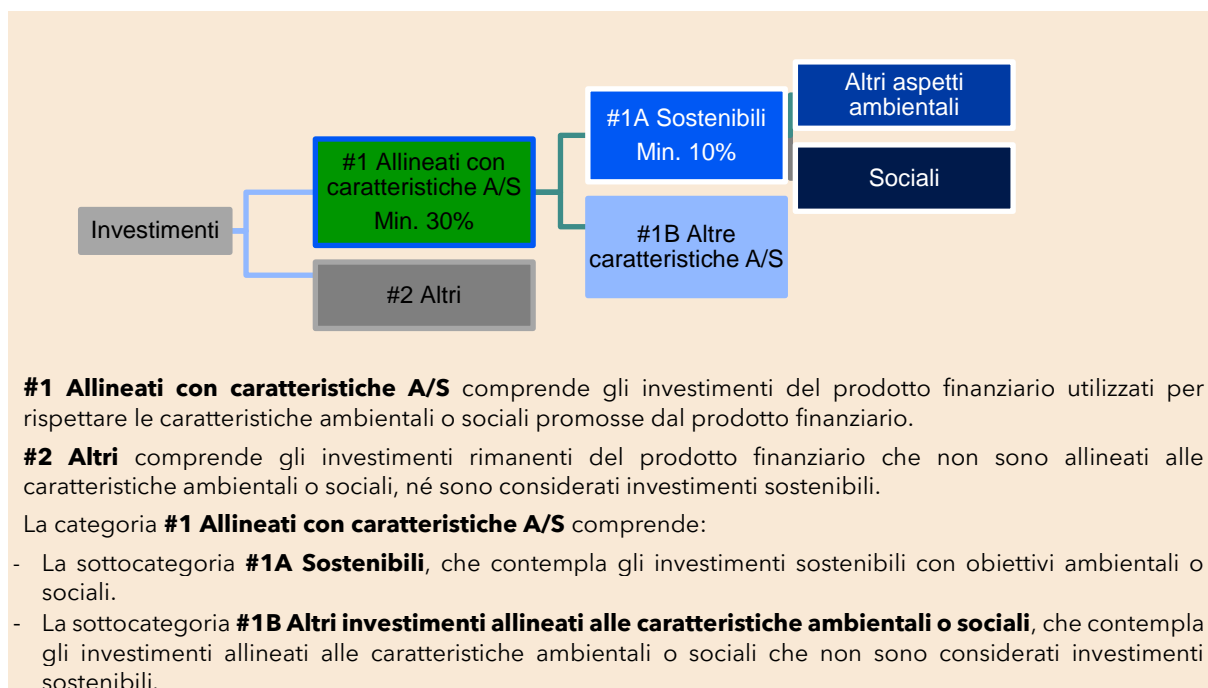 Altri aspetti
ambientali
#1A Sostenibili
Min. 10%
#1 Allineati con
caratteristiche A/S
Min. 30%
Sociali
Investimenti
#1B Altre
caratteristiche A/S
#2 Altri
#1 Allineati con caratteristiche A/S comprende gli investimenti del prodotto finanziario utilizzati per
rispettare le caratteristiche ambientali o sociali promosse dal prodotto finanziario.
#2 Altri comprende gli investimenti rimanenti del prodotto finanziario che non sono allineati alle
caratteristiche ambientali o sociali, né sono considerati investimenti sostenibili.
La categoria #1 Allineati con caratteristiche A/S comprende:
- La sottocategoria #1A Sostenibili, che contempla gli investimenti sostenibili con obiettivi ambientali o
sociali.
- La sottocategoria #1B Altri investimenti allineati alle caratteristiche ambientali o sociali, che contempla
gli investimenti allineati alle caratteristiche ambientali o sociali che non sono considerati investimenti
sostenibili.